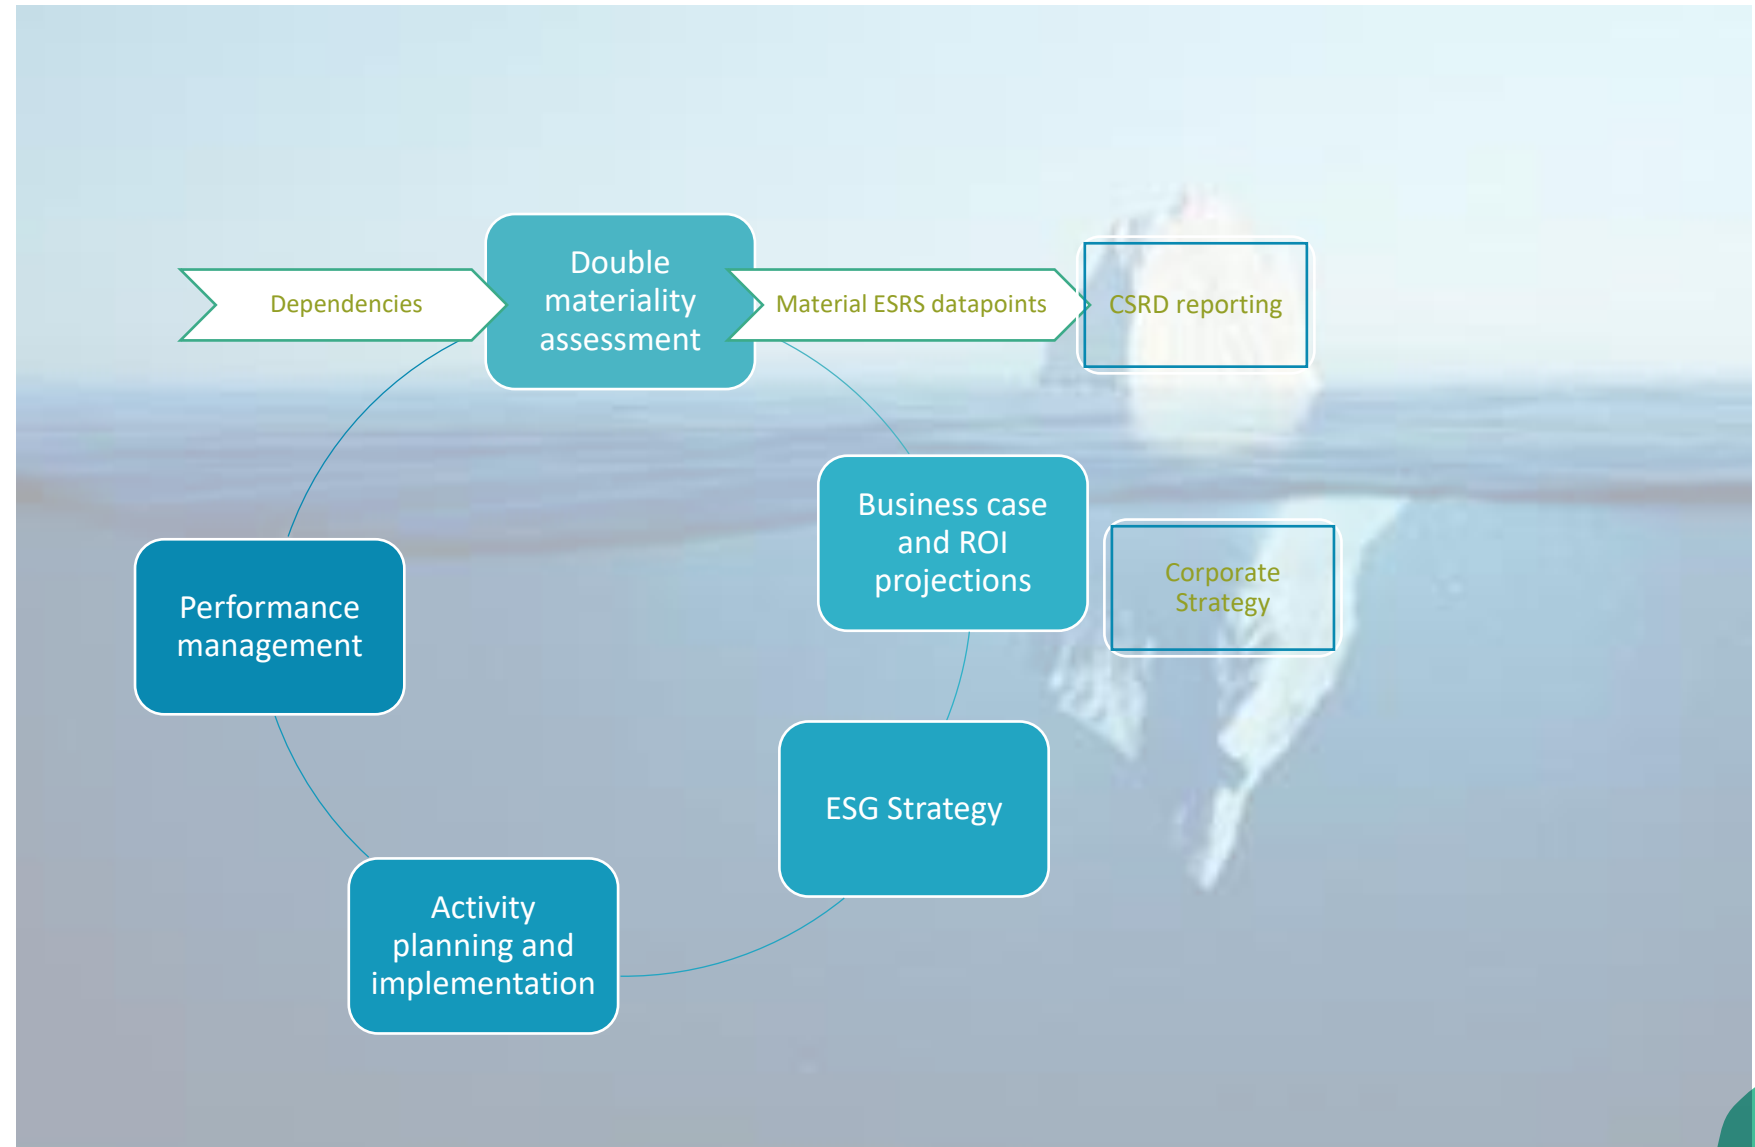 Double
materiality
assessment
Dependencies
Material ESRS datapoints
CSRD reporting
Business case
and ROI
projections
Corporate
Strategy
Performance
management
ESG Strategy
Activity
planning and
implementation